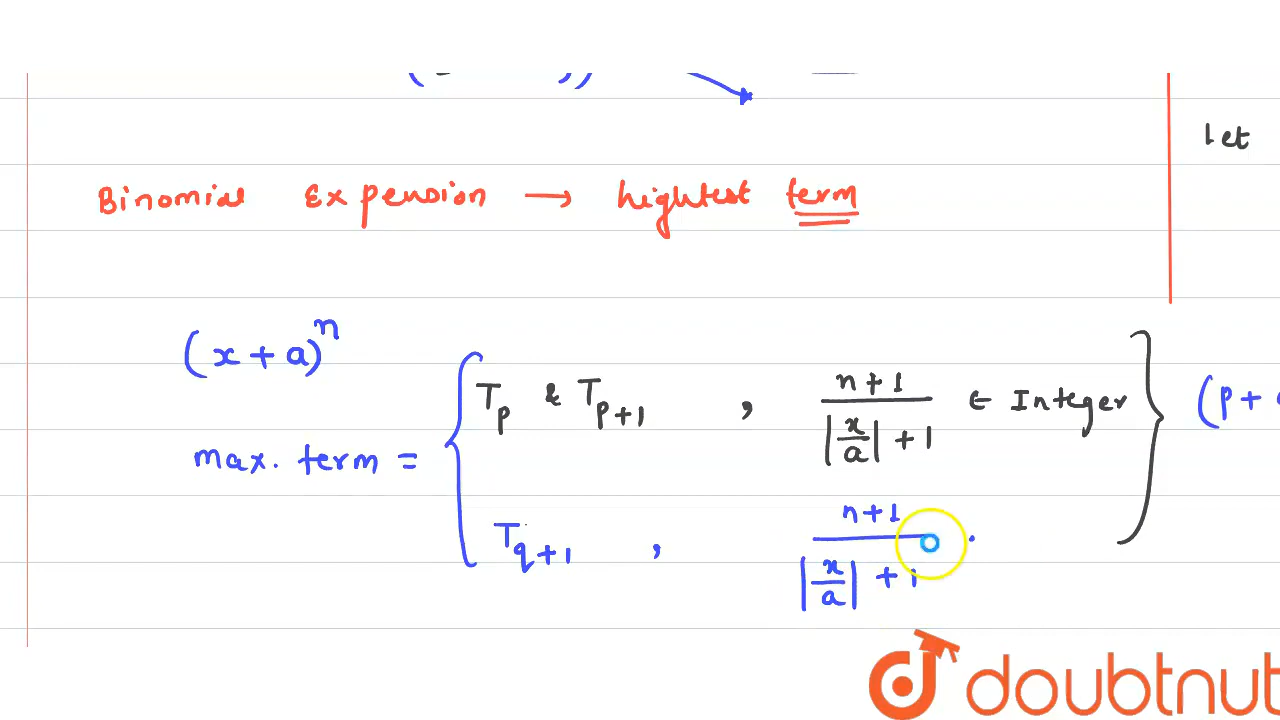 Let
Binomial Expension → highest term
(x + a)^n
max. term = { T_p & T_{p+1} , (n+1)/(|x/a| + 1) ∈ Integer } (p +
T_{q+1} , (n+1)/(|x/a| + 1) .
doubtnut